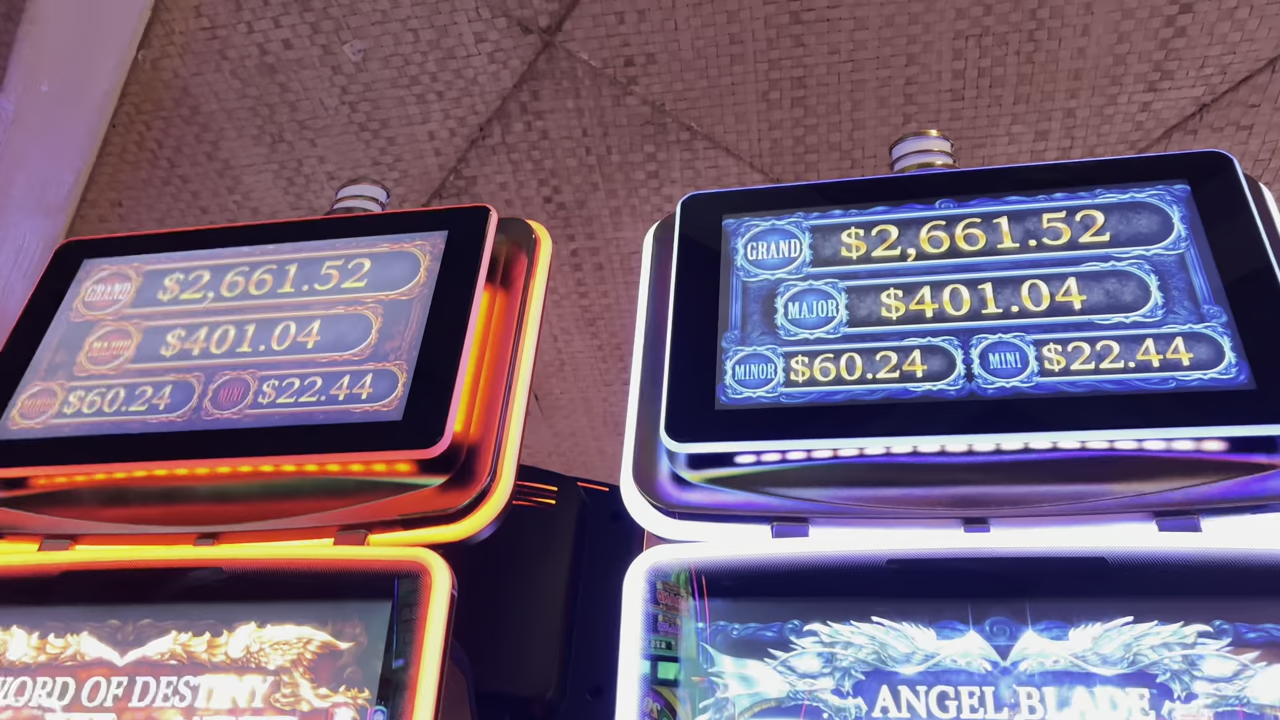 GRAND $2,661.52
MAJOR $401.04
MINOR $60.24 MINI $22.44
GRAND $2,661.52
MAJOR $401.04
MINOR $60.24 MINI $22.44
WORD OF DESTINY
ANGEL BLADE